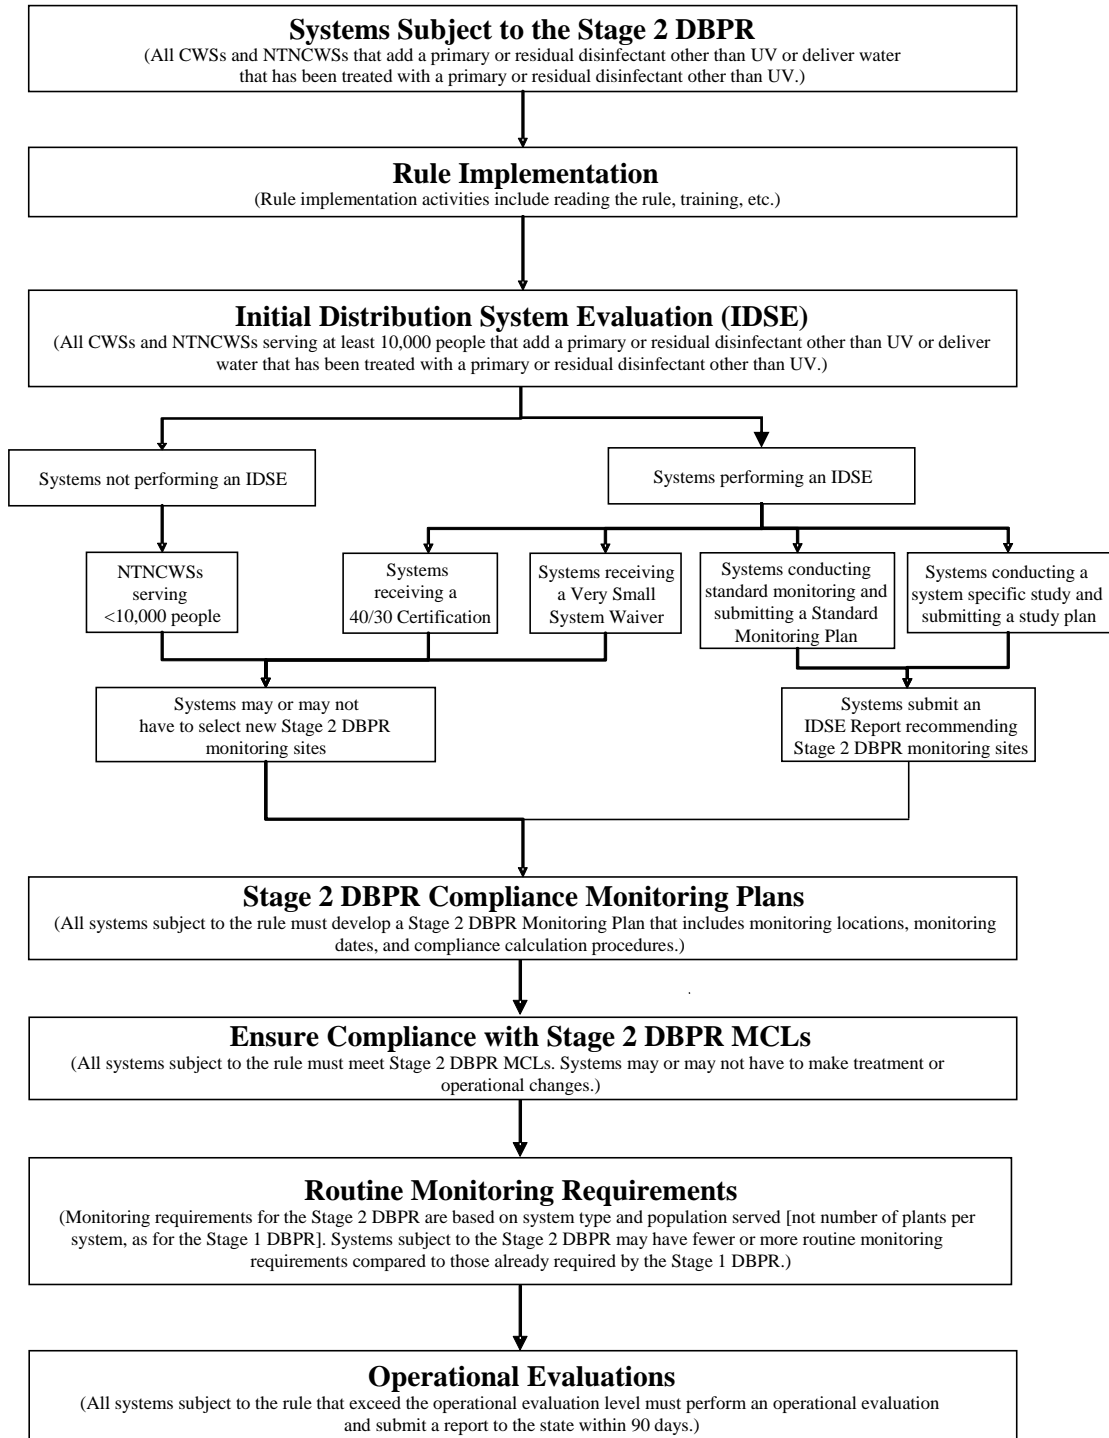 Systems Subject to the Stage 2 DBPR
(All CWSs and NTNCWSs that add a primary or residual disinfectant other than UV or deliver water
that has been treated with a primary or residual disinfectant other than UV.)
Rule Implementation
(Rule implementation activities include reading the rule, training, etc.)
Initial Distribution System Evaluation (IDSE)
(All CWSs and NTNCWSs serving at least 10,000 people that add a primary or residual disinfectant other than UV or deliver
water that has been treated with a primary or residual disinfectant other than UV.)
Systems not performing an IDSE
Systems performing an IDSE
NTNCWSs
serving
<10,000 people
Systems
receiving a
40/30 Certification
Systems receiving
a Very Small
System Waiver
Systems conducting
standard monitoring and
submitting a Standard
Monitoring Plan
Systems conducting a
system specific study and
submitting a study plan
Systems may or may not
have to select new Stage 2 DBPR
monitoring sites
Systems submit an
IDSE Report recommending
Stage 2 DBPR monitoring sites
Stage 2 DBPR Compliance Monitoring Plans
(All systems subject to the rule must develop a Stage 2 DBPR Monitoring Plan that includes monitoring locations, monitoring
dates, and compliance calculation procedures.)
Ensure Compliance with Stage 2 DBPR MCLs
(All systems subject to the rule must meet Stage 2 DBPR MCLs. Systems may or may not have to make treatment or
operational changes.)
Routine Monitoring Requirements
(Monitoring requirements for the Stage 2 DBPR are based on system type and population served [not number of plants per
system, as for the Stage 1 DBPR]. Systems subject to the Stage 2 DBPR may have fewer or more routine monitoring
requirements compared to those already required by the Stage 1 DBPR.)
Operational Evaluations
(All systems subject to the rule that exceed the operational evaluation level must perform an operational evaluation
and submit a report to the state within 90 days.)